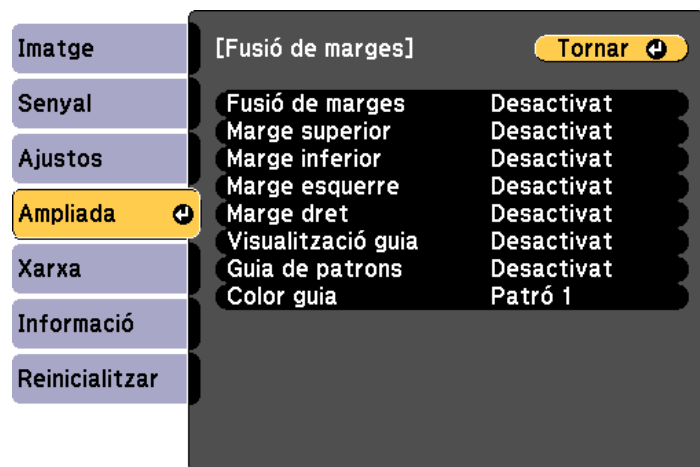 Imatge
Senyal
Ajustos
Ampliada
Xarxa
Informació
Reinicialitzar
[Fusió de marges] Tornar
Fusió de marges Desactivat
Marge superior Desactivat
Marge inferior Desactivat
Marge esquerre Desactivat
Marge dret Desactivat
Visualització guia Desactivat
Guia de patrons Desactivat
Color guia Patró 1